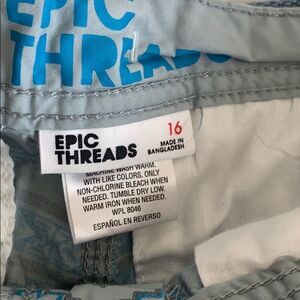 EPIC
THREADS
EPIC
THREADS
16
MADE IN
BANGLADESH
MACHINE WASH WARM.
WITH LIKE COLORS. ONLY
NON-CHLORINE BLEACH WHEN
NEEDED. TUMBLE DRY LOW.
WARM IRON WHEN NEEDED.
WPL 8046
ESPAÑOL EN REVERSO